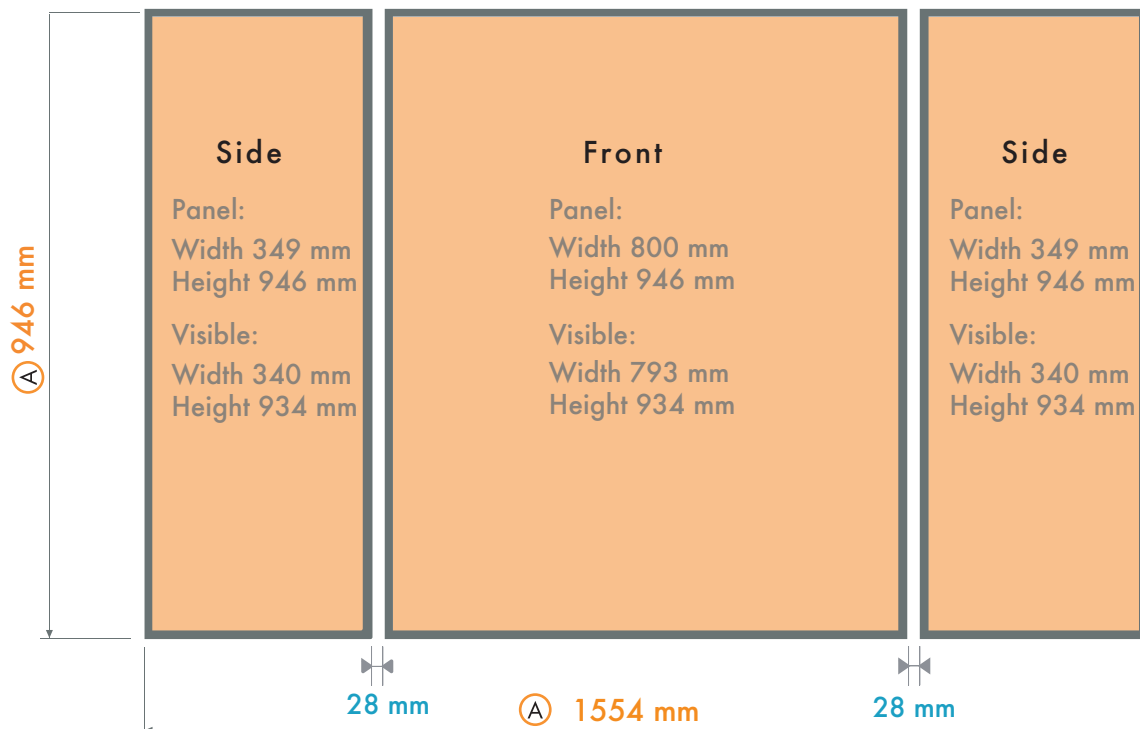 Side
Panel:
Width 349 mm
Height 946 mm
Visible:
Width 340 mm
Height 934 mm
Front
Panel:
Width 800 mm
Height 946 mm
Visible:
Width 793 mm
Height 934 mm
Side
Panel:
Width 349 mm
Height 946 mm
Visible:
Width 340 mm
Height 934 mm
A 946 mm
28 mm
A 1554 mm
28 mm